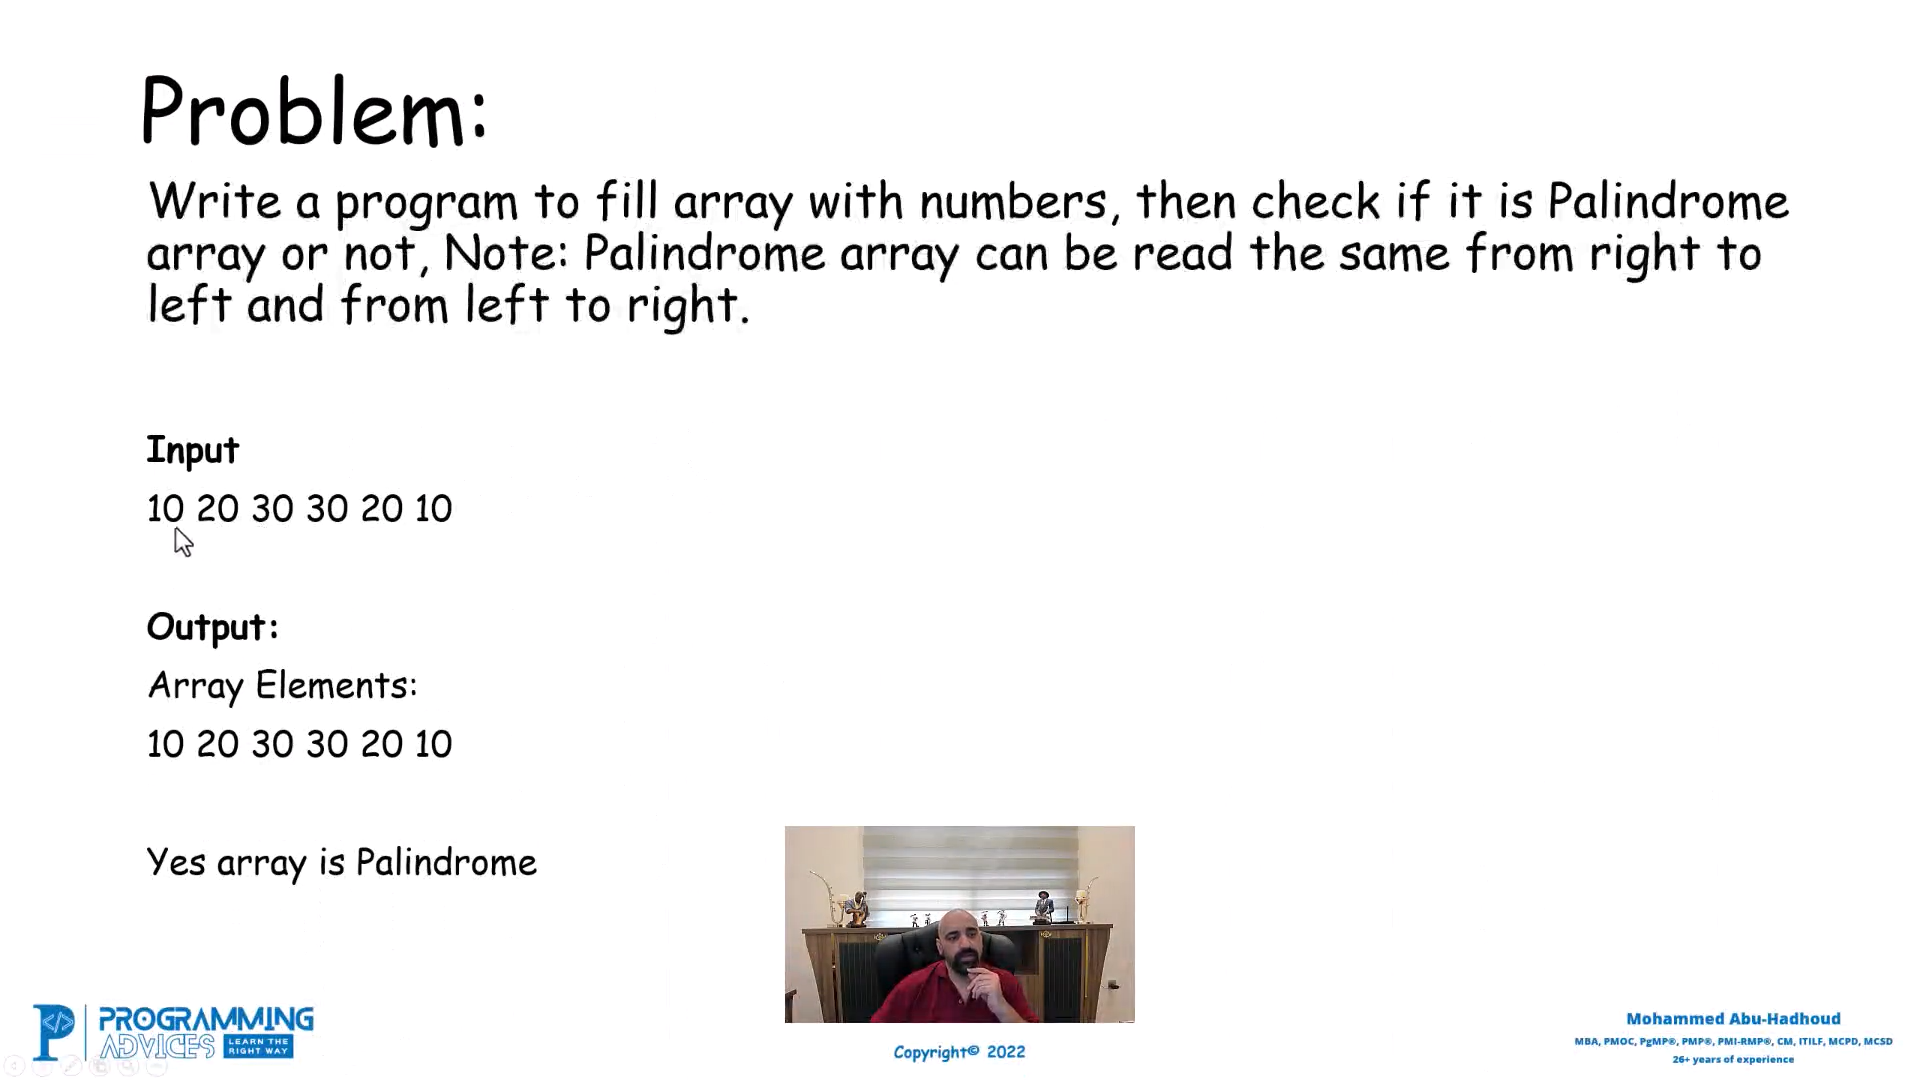 Problem:
Write a program to fill array with numbers, then check if it is Palindrome
array or not, Note: Palindrome array can be read the same from right to
left and from left to right.
Input
10 20 30 30 20 10
Output:
Array Elements:
10 20 30 30 20 10
Yes array is Palindrome
P </>
PROGRAMMING
ADVICES
LEARN THE
RIGHT WAY
Copyright© 2022
Mohammed Abu-Hadhoud
MBA, PMOC, PgMP®, PMP®, PMI-RMP®, CM, ITILF, MCPD, MCSD
26+ years of experience